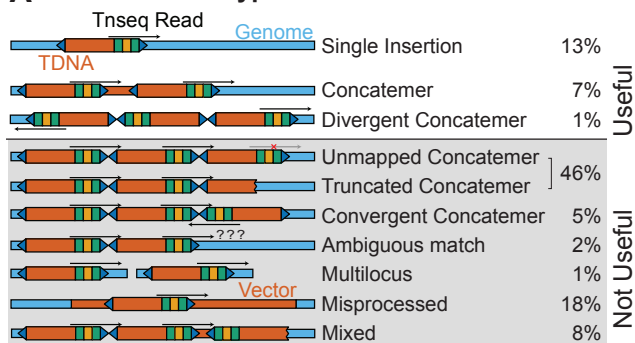 Tnseq Read
Genome
TDNA
Single Insertion 13%
Concatemer 7%
Divergent Concatemer 1%
Useful
Unmapped Concatemer
Truncated Concatemer
46%
Convergent Concatemer 5%
???
Ambiguous match 2%
Multilocus 1%
Vector
Misprocessed 18%
Mixed 8%
Not Useful